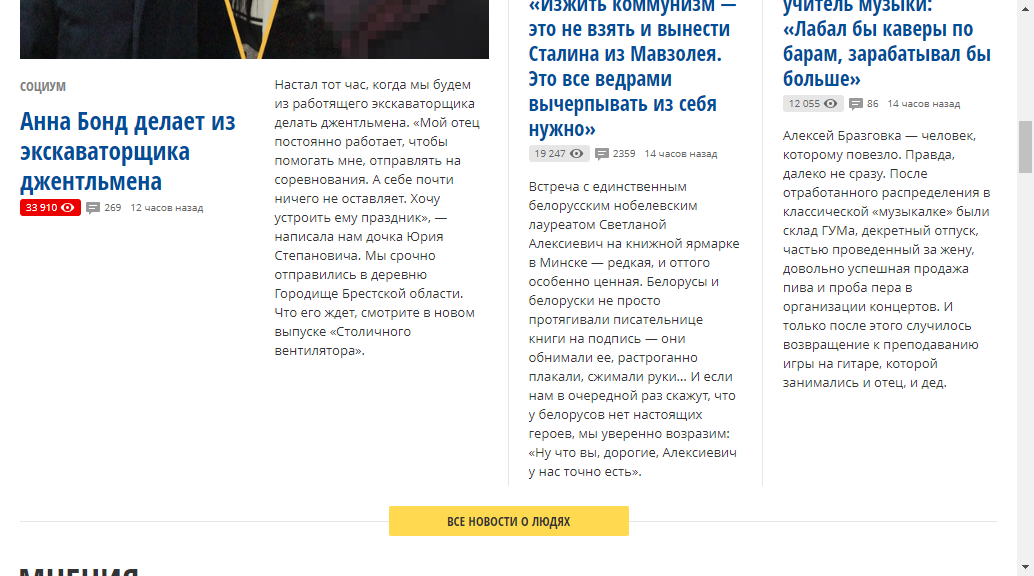 СОЦИУМ
Анна Бонд делает из
экскаваторщика
джентльмена
33 910 269 12 часов назад
Настал тот час, когда мы будем
из работящего экскаваторщика
делать джентльмена. «Мой отец
постоянно работает, чтобы
помогать мне, отправлять на
соревнования. А себе почти
ничего не оставляет. Хочу
устроить ему праздник», —
написала нам дочка Юрия
Степановича. Мы срочно
отправились в деревню
Городище Брестской области.
Что его ждет, смотрите в новом
выпуске «Столичного
вентилятора».
«Изжить коммунизм —
это не взять и вынести
Сталина из Мавзолея.
Это все ведрами
вычерпывать из себя
нужно»
19 247 2359 14 часов назад
Встреча с единственным
белорусским нобелевским
лауреатом Светланой
Алексиевич на книжной ярмарке
в Минске — редкая, и оттого
особенно ценная. Белорусы и
белоруски не просто
протягивали писательнице
книги на подпись — они
обнимали ее, растроганно
плакали, сжимали руки... И если
нам в очередной раз скажут, что
у белорусов нет настоящих
героев, мы уверенно возразим:
«Ну что вы, дорогие, Алексиевич
у нас точно есть».
учитель музыки:
«Лабал бы каверы по
барам, зарабатывал бы
больше»
12 055 86 14 часов назад
Алексей Бразговка — человек,
которому повезло. Правда,
далеко не сразу. После
отработанного распределения в
классической «музыкалке» были
склад ГУМа, декретный отпуск,
частью проведенный за жену,
довольно успешная продажа
пива и проба пера в
организации концертов. И
только после этого случилось
возвращение к преподаванию
игры на гитаре, которой
занимались и отец, и дед.
ВСЕ НОВОСТИ О ЛЮДЯХ
МНЕНИЯ